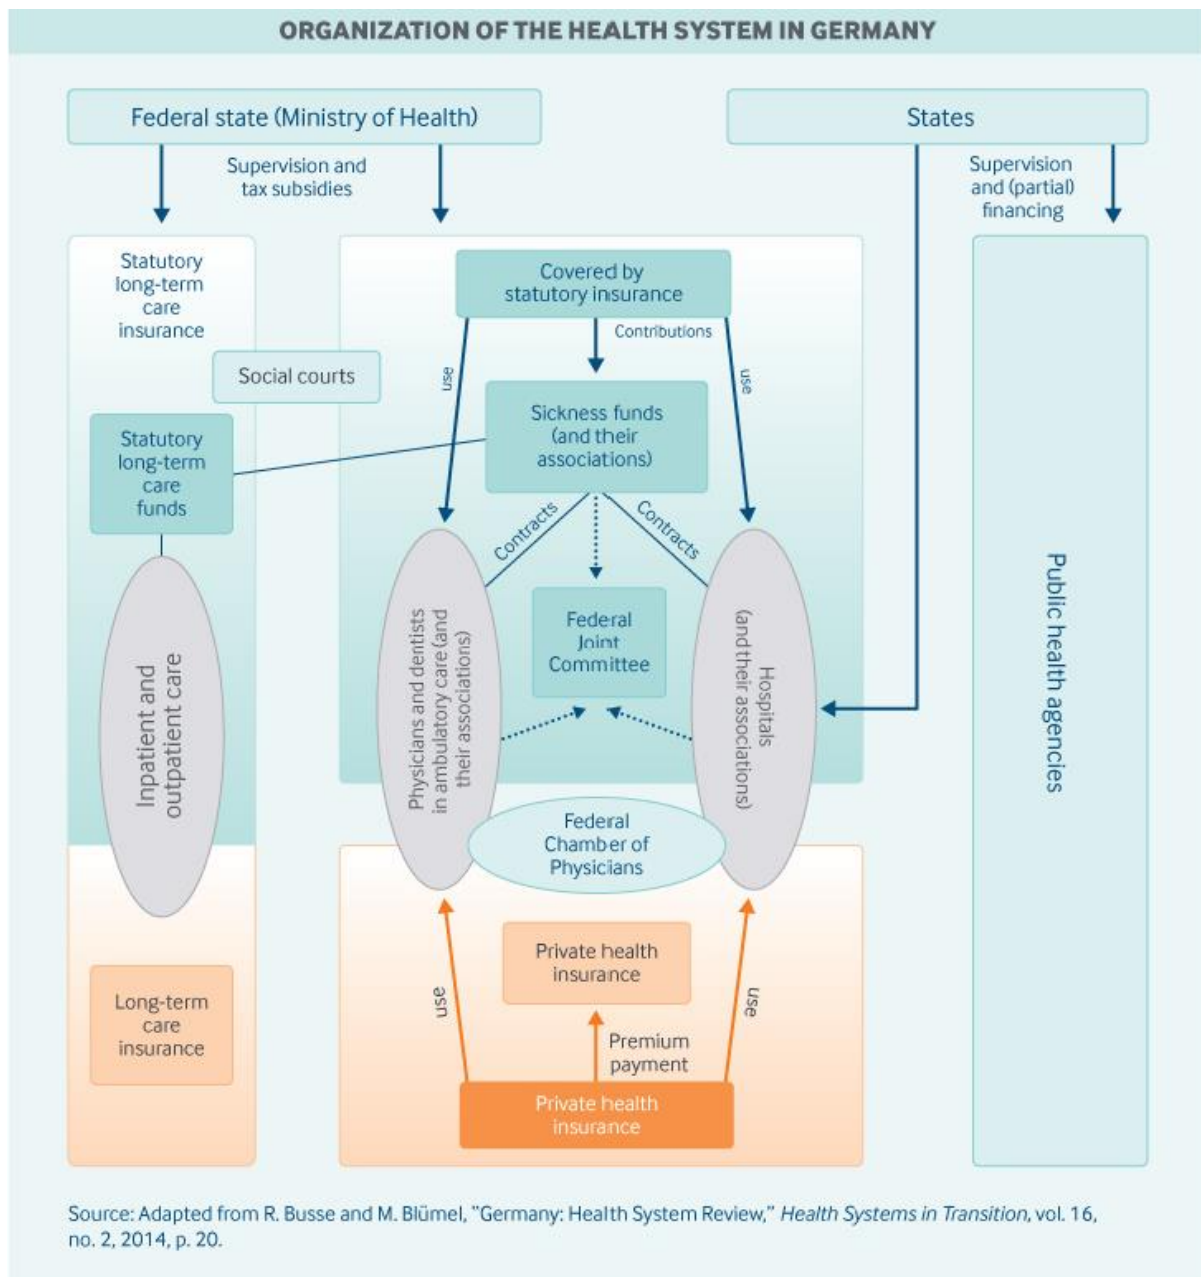 ORGANIZATION OF THE HEALTH SYSTEM IN GERMANY
Federal state (Ministry of Health)
States
Supervision and
tax subsidies
Supervision
and (partial)
financing
Statutory
long-term
care
insurance
Covered by
statutory insurance
Contributions
use
use
Social courts
Sickness funds
(and their
associations)
Statutory
long-term
care
funds
Contracts
Contracts
Federal
Joint
Committee
Inpatient and
outpatient care
Physicians and dentists
in ambulatory care (and
their associations)
Hospitals
(and their associations)
Public health agencies
Federal
Chamber of
Physicians
Private health
insurance
use
use
Long-term
care
insurance
Premium
payment
Private health
insurance
Source: Adapted from R. Busse and M. Blümel, "Germany: Health System Review," Health Systems in Transition, vol. 16,
no. 2, 2014, p. 20.